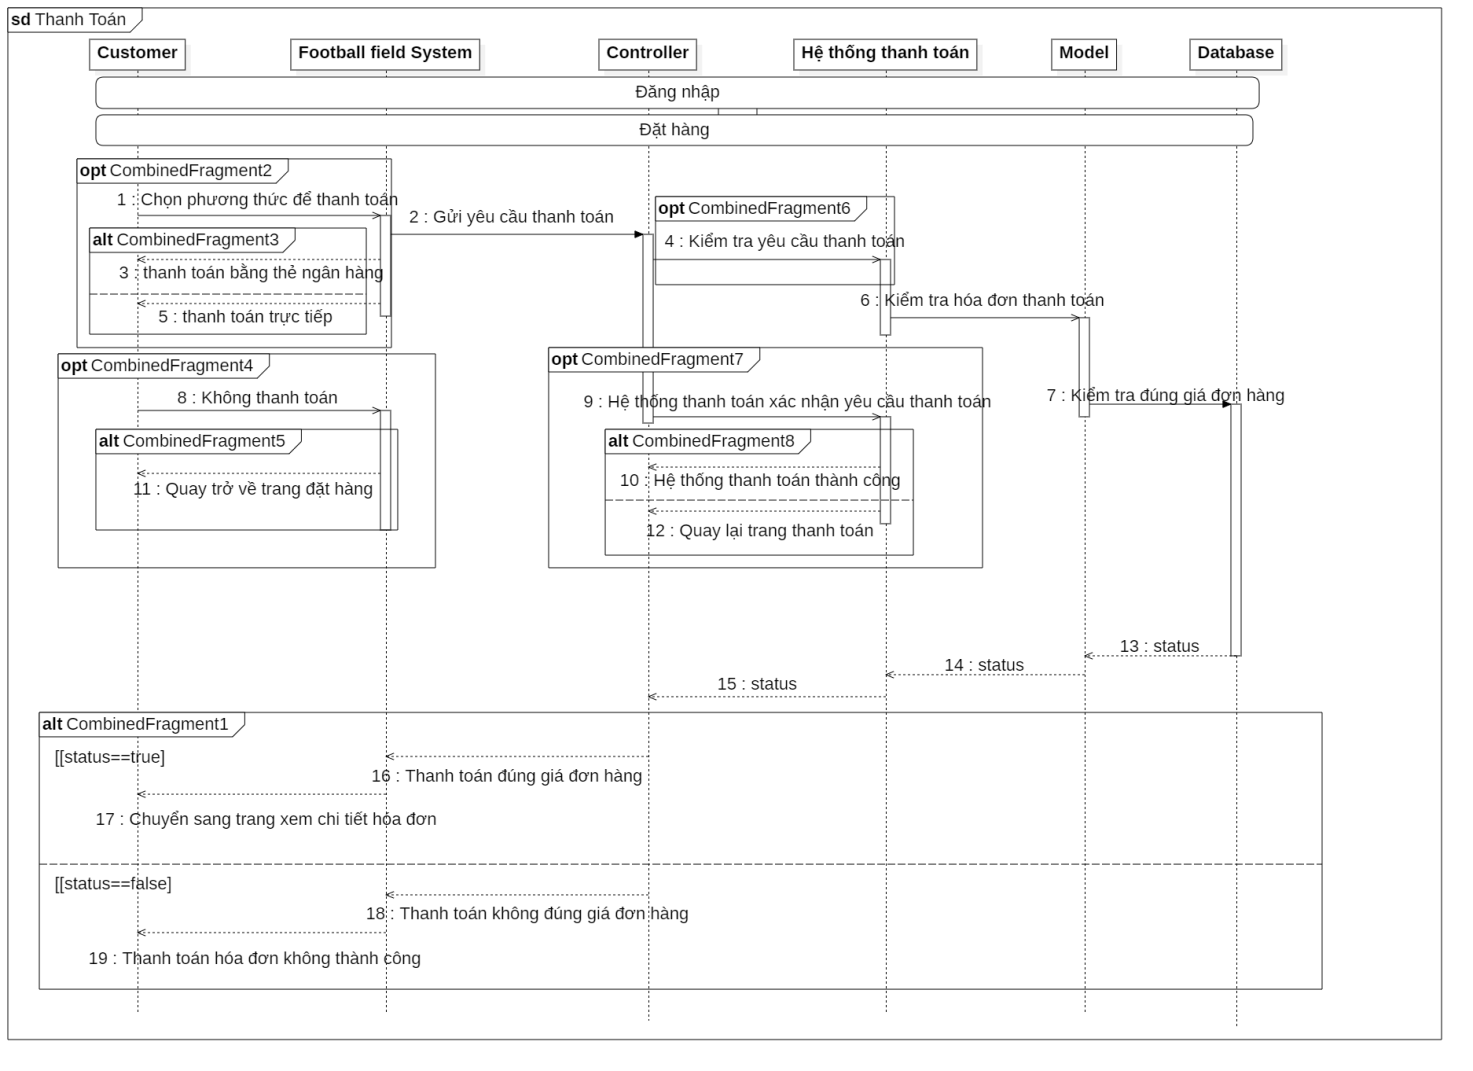 sd Thanh Toán
Customer
Football field System
Controller
Hệ thống thanh toán
Model
Database
Đăng nhập
Đặt hàng
opt CombinedFragment2
1 : Chọn phương thức để thanh toán
2 : Gửi yêu cầu thanh toán
opt CombinedFragment6
alt CombinedFragment3
4 : Kiểm tra yêu cầu thanh toán
3 : thanh toán bằng thẻ ngân hàng
6 : Kiểm tra hóa đơn thanh toán
5 : thanh toán trực tiếp
opt CombinedFragment4
opt CombinedFragment7
8 : Không thanh toán
9 : Hệ thống thanh toán xác nhận yêu cầu thanh toán
7 : Kiểm tra đúng giá đơn hàng
alt CombinedFragment5
alt CombinedFragment8
10 : Hệ thống thanh toán thành công
11 : Quay trở về trang đặt hàng
12 : Quay lại trang thanh toán
13 : status
14 : status
15 : status
alt CombinedFragment1
[[status==true]
16 : Thanh toán đúng giá đơn hàng
17 : Chuyển sang trang xem chi tiết hóa đơn
[[status==false]
18 : Thanh toán không đúng giá đơn hàng
19 : Thanh toán hóa đơn không thành công